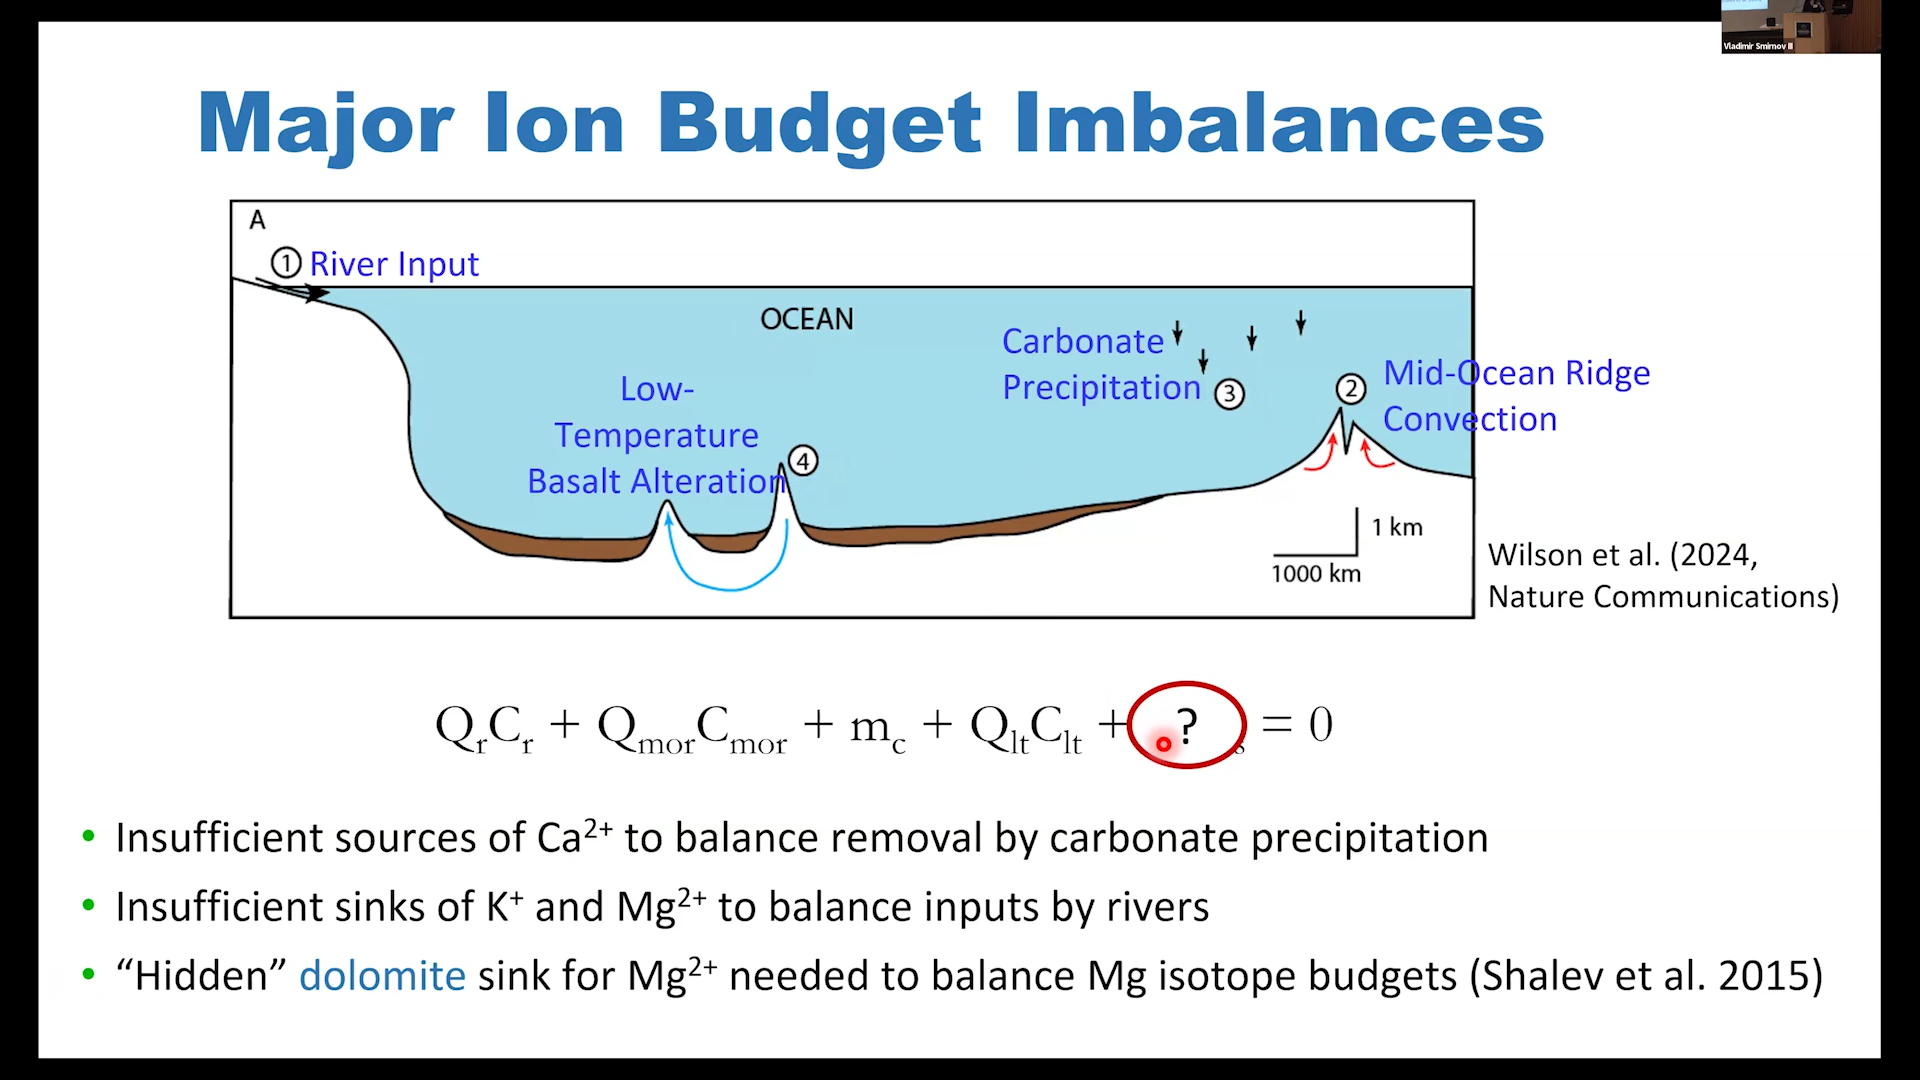 Vladimir Smirnov III
Major Ion Budget Imbalances
A
1 River Input
OCEAN
Carbonate
Precipitation 3
2 Mid-Ocean Ridge
Convection
Low-
Temperature
Basalt Alteration
4
1 km
1000 km
Wilson et al. (2024,
Nature Communications)
QrCr + QmorCmor + mc + QltClt + ? s = 0
• Insufficient sources of Ca²⁺ to balance removal by carbonate precipitation
• Insufficient sinks of K⁺ and Mg²⁺ to balance inputs by rivers
• “Hidden” dolomite sink for Mg²⁺ needed to balance Mg isotope budgets (Shalev et al. 2015)